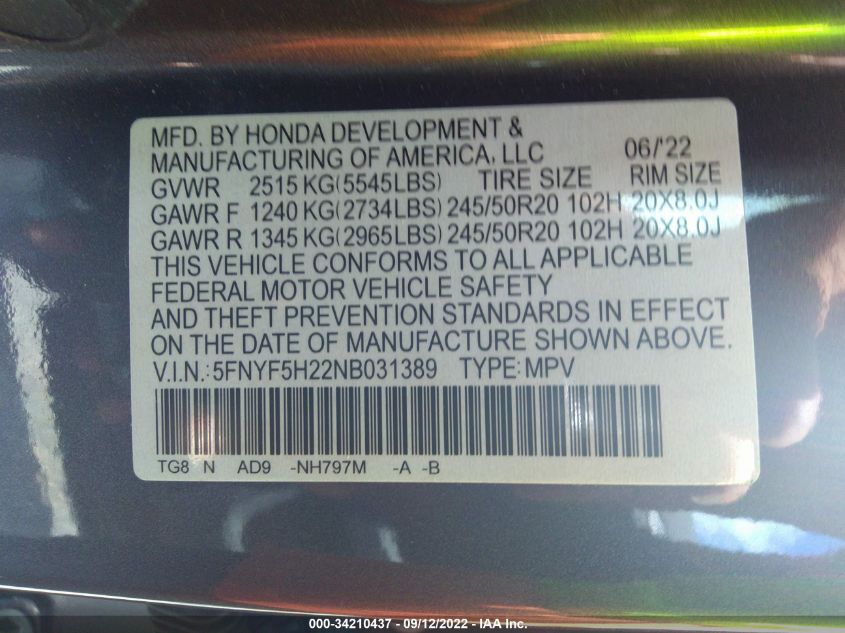 MFD. BY HONDA DEVELOPMENT &
MANUFACTURING OF AMERICA, LLC 06/'22
GVWR 2515 KG(5545LBS) TIRE SIZE RIM SIZE
GAWR F 1240 KG(2734LBS) 245/50R20 102H 20X8.0J
GAWR R 1345 KG(2965LBS) 245/50R20 102H 20X8.0J
THIS VEHICLE CONFORMS TO ALL APPLICABLE
FEDERAL MOTOR VEHICLE SAFETY
AND THEFT PREVENTION STANDARDS IN EFFECT
ON THE DATE OF MANUFACTURE SHOWN ABOVE.
V.I.N.:5FNYF5H22NB031389 TYPE:MPV
TG8 N AD9 -NH797M -A -B
000-34210437 - 09/12/2022 - IAA Inc.